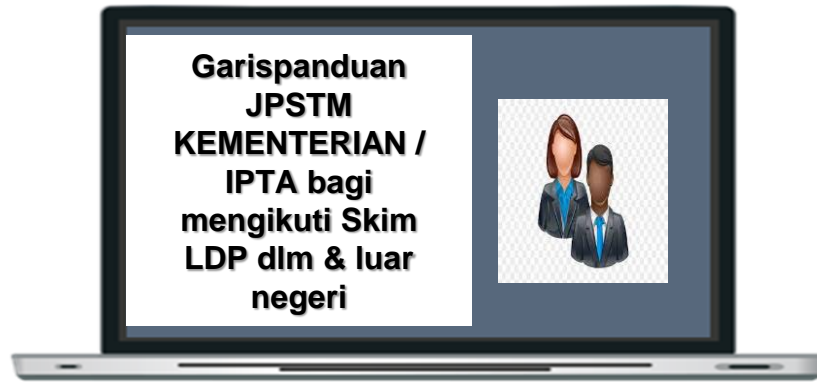 Garispanduan
JPSTM
KEMENTERIAN /
IPTA bagi
mengikuti Skim
LDP dlm & luar
negeri